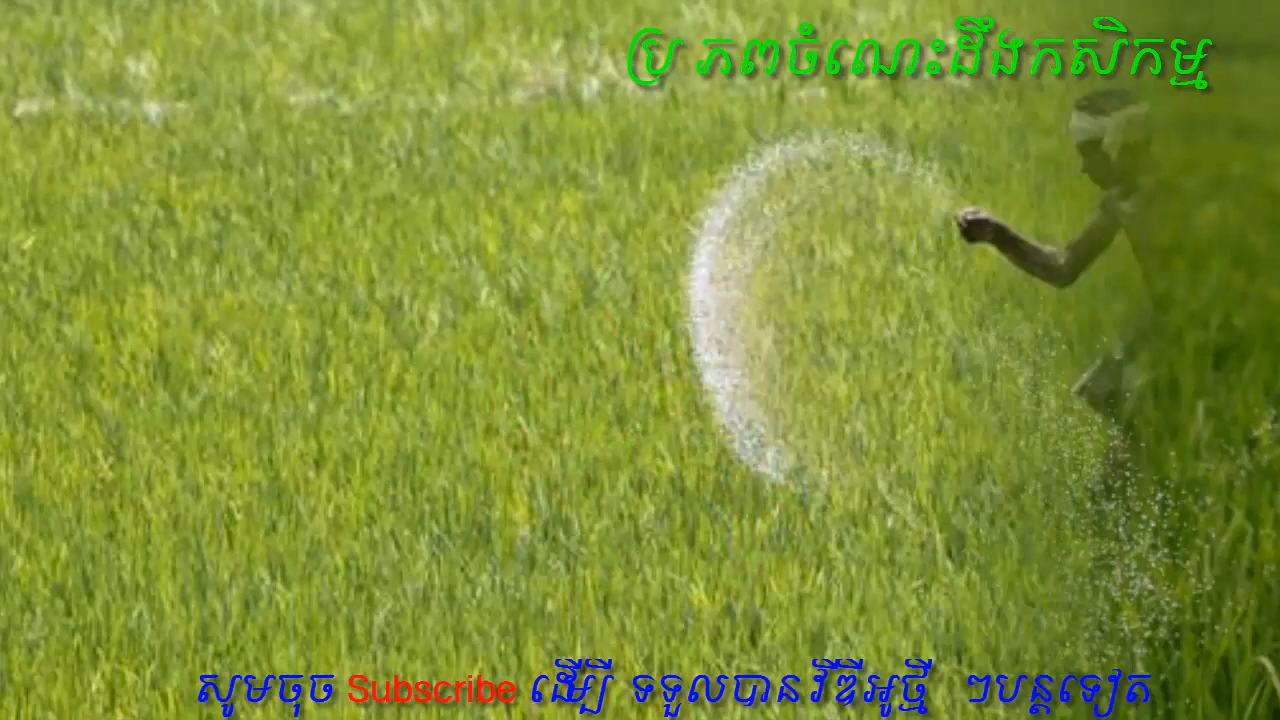 ប្រ ភពចំណេះដឹងកសិកម្ម
សូមចុច Subscribe ដើម្បី ទទួលបានវីឌីអូថ្មី ៗបន្តទៀត